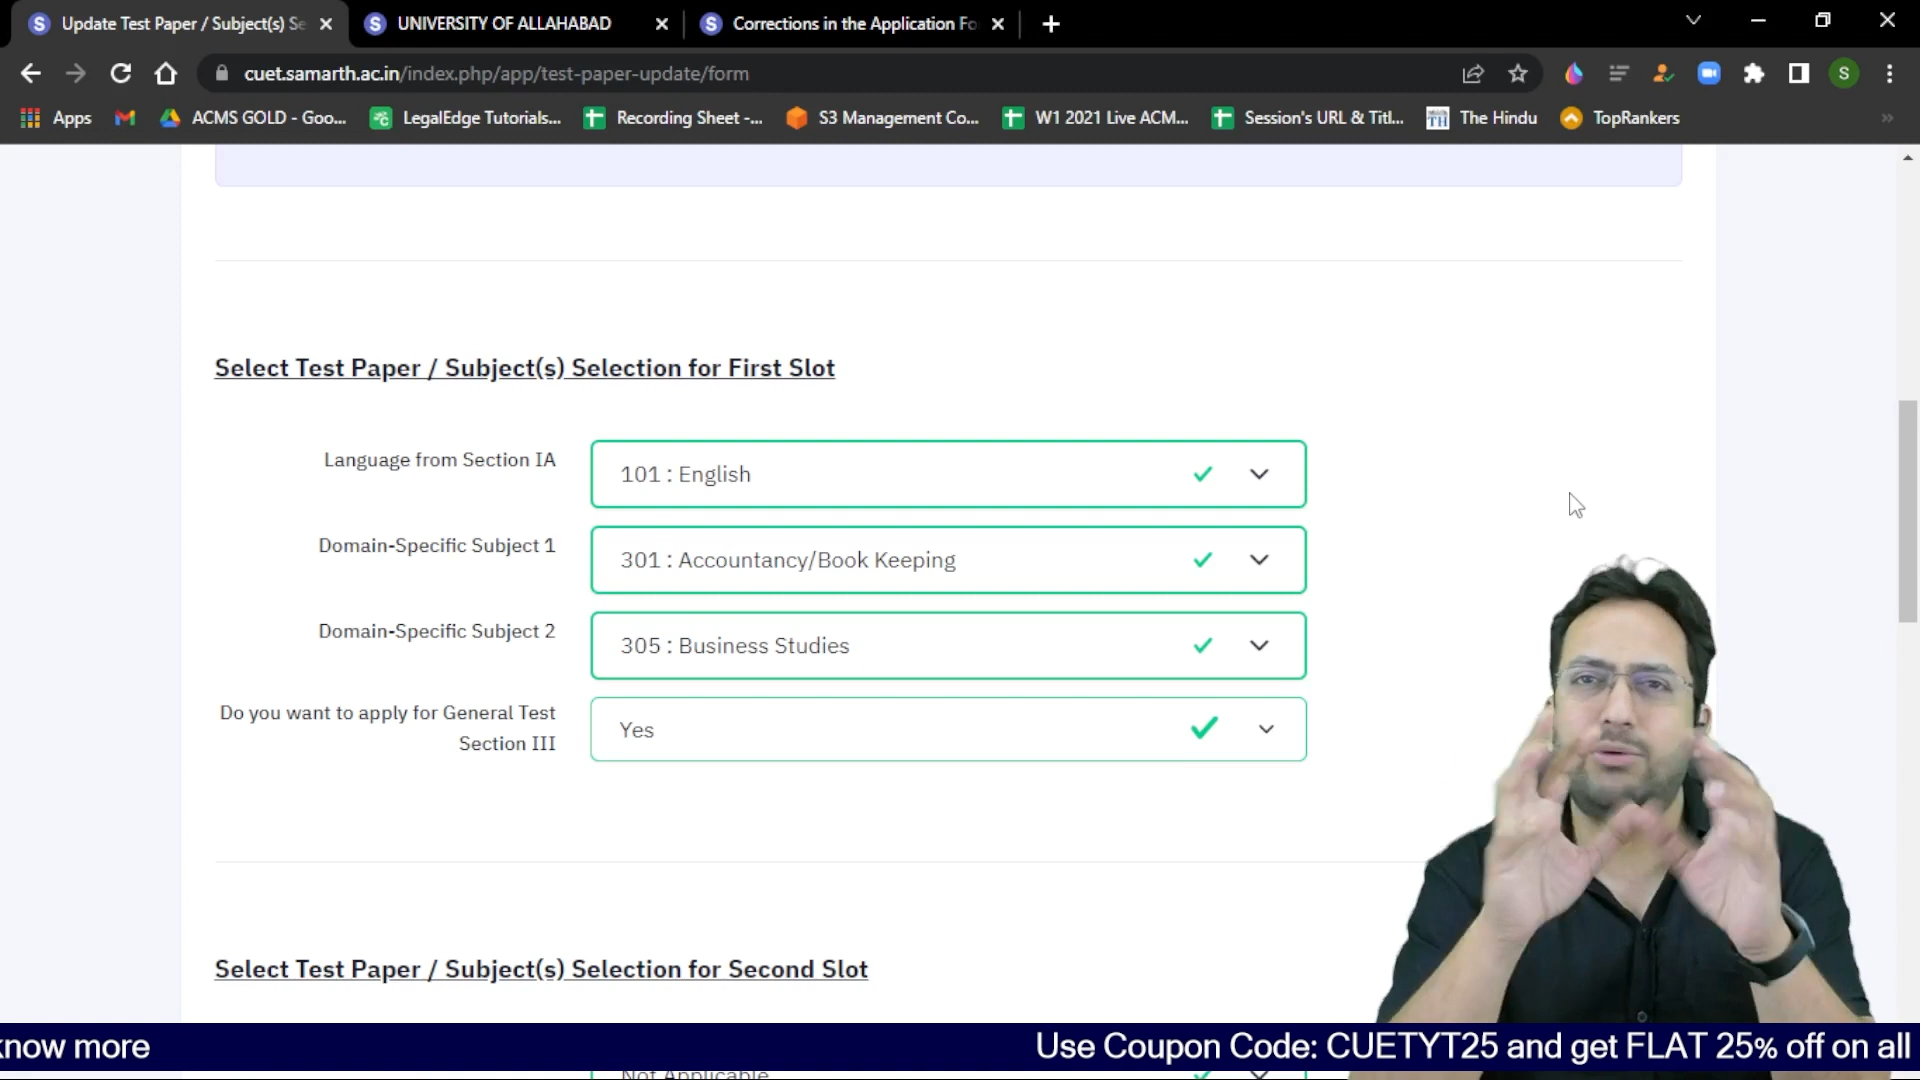 Update Test Paper / Subject(s) Se
UNIVERSITY OF ALLAHABAD
Corrections in the Application Fo
cuet.samarth.ac.in/index.php/app/test-paper-update/form
S
Apps
ACMS GOLD - Goo...
LegalEdge Tutorials...
Recording Sheet -...
S3 Management Co...
W1 2021 Live ACM...
Session's URL & Titl...
TH
The Hindu
TopRankers
Select Test Paper / Subject(s) Selection for First Slot
Language from Section IA
101 : English
Domain-Specific Subject 1
301 : Accountancy/Book Keeping
Domain-Specific Subject 2
305 : Business Studies
Do you want to apply for General Test
Section III
Yes
Select Test Paper / Subject(s) Selection for Second Slot
know more
Use Coupon Code: CUETYT25 and get FLAT 25% off on all
Not Applicable